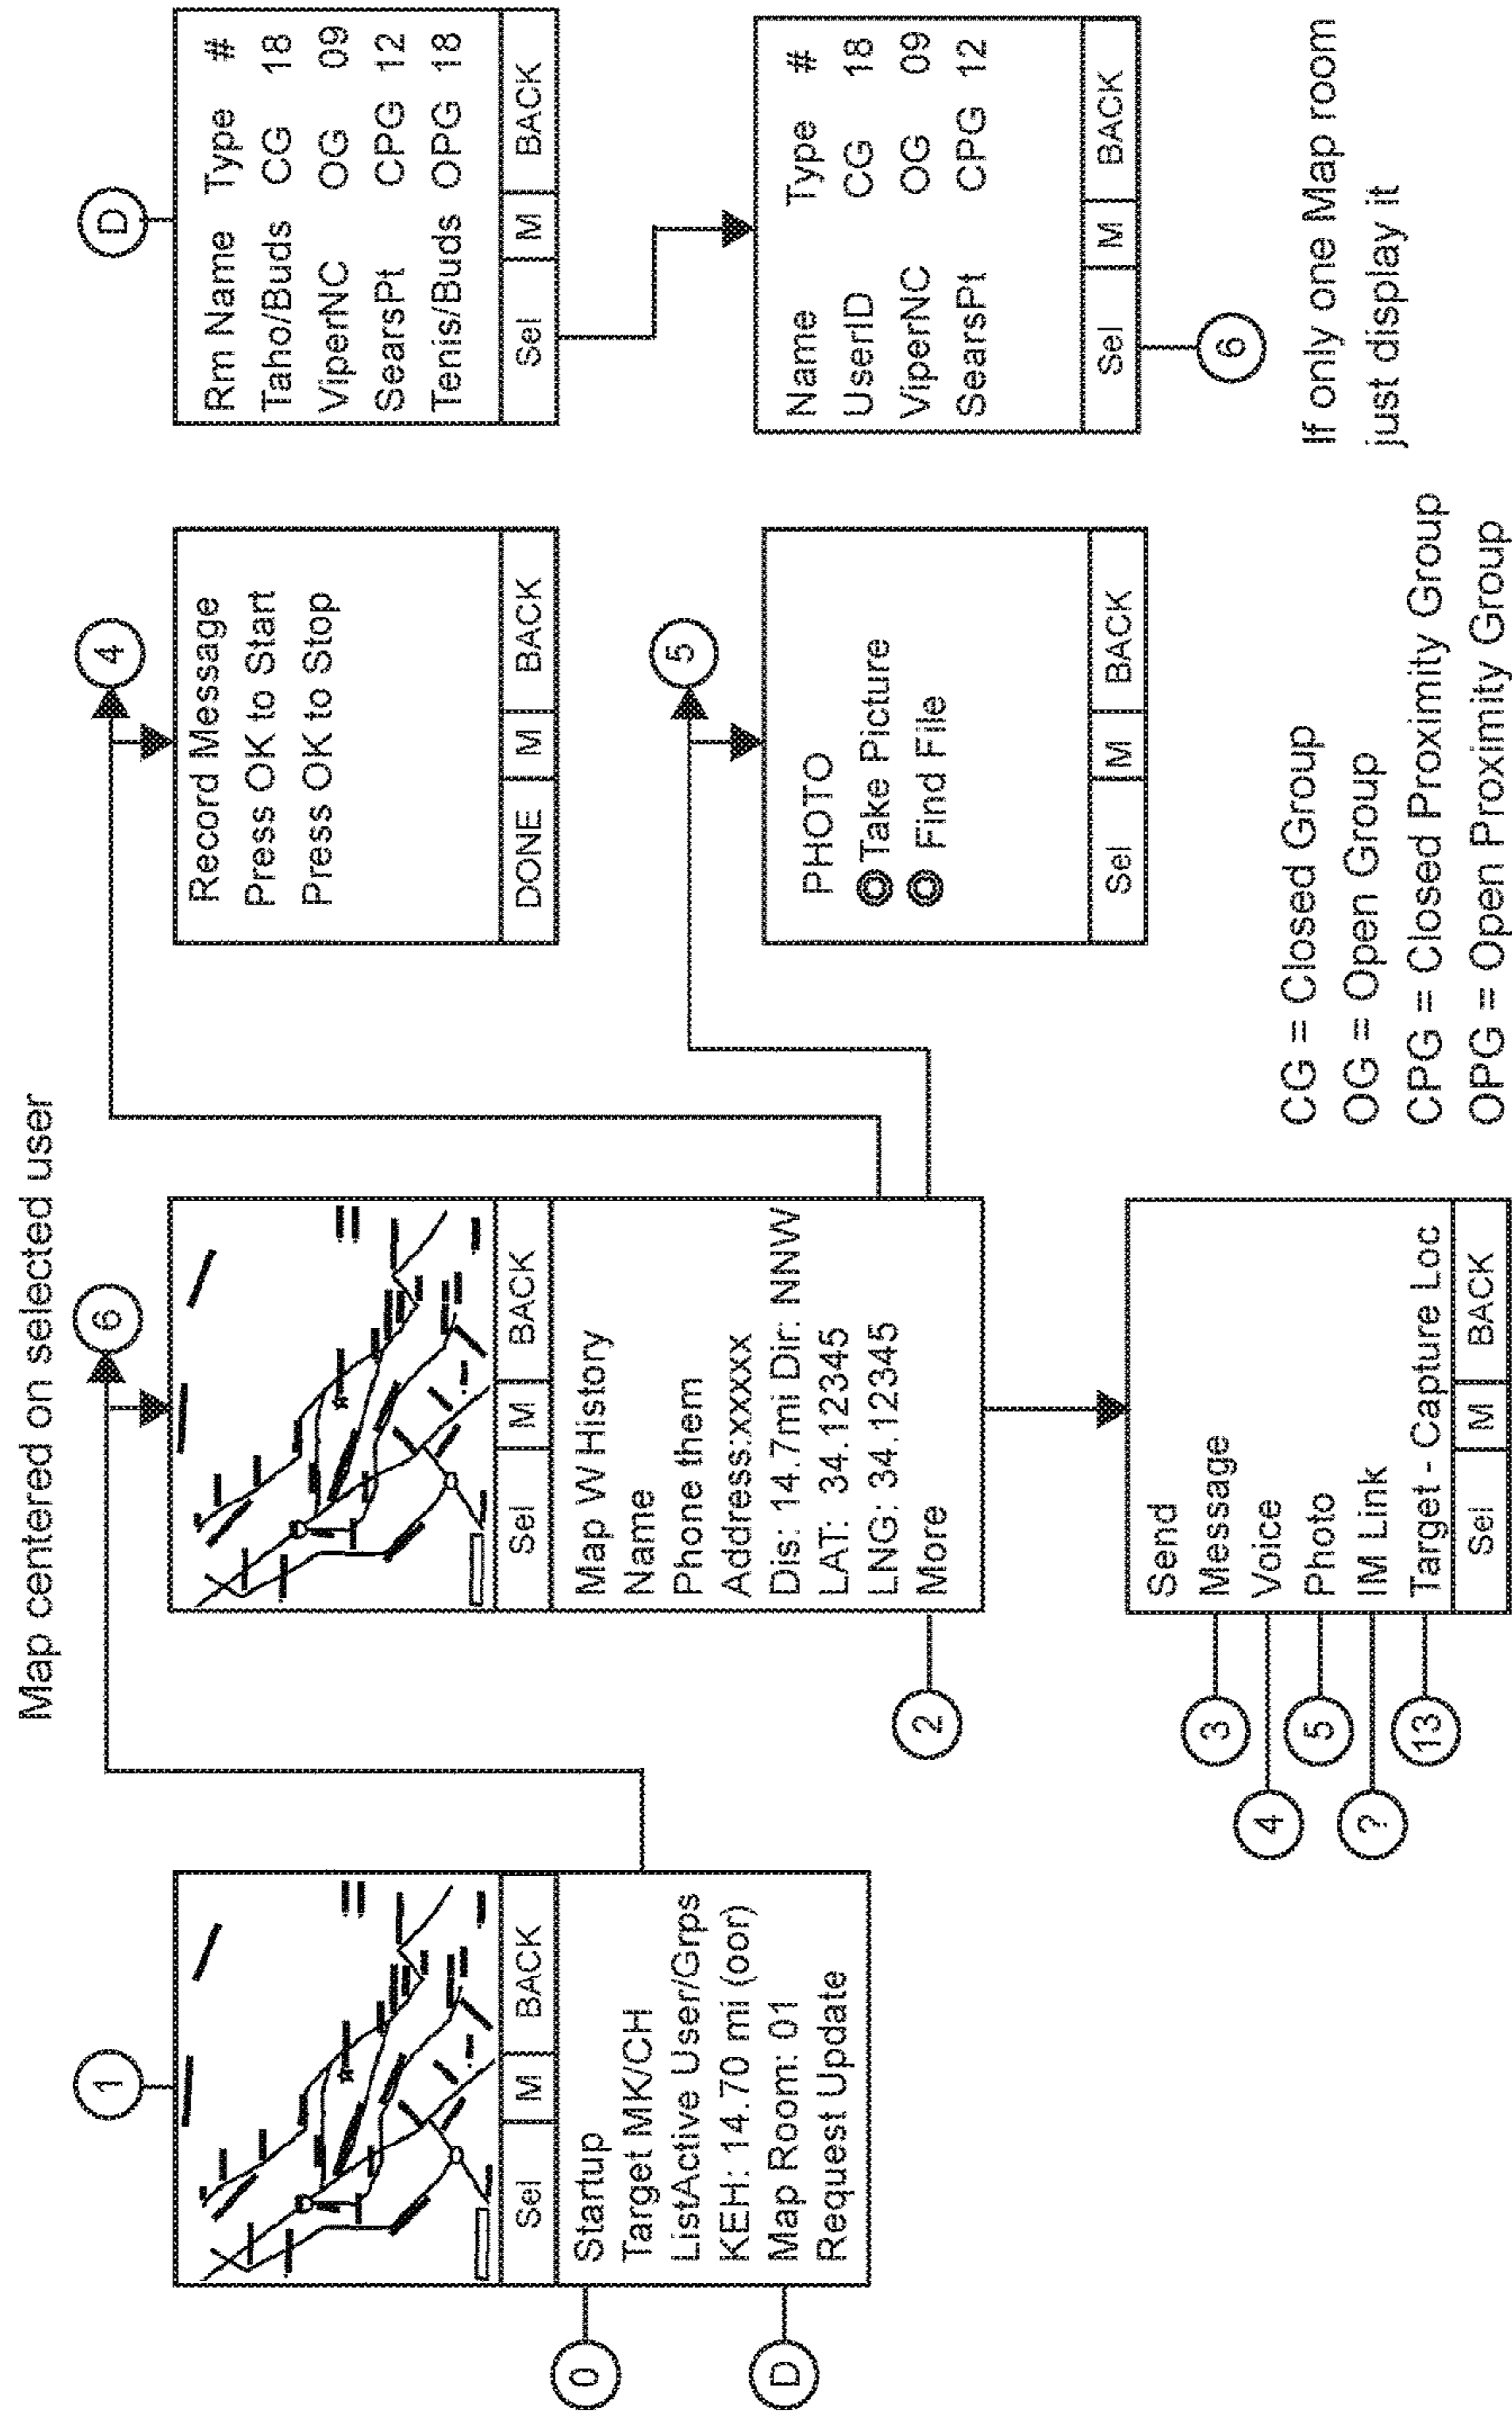 Map centered on selected user
1
Sel M BACK
Startup
Target MK/CH
ListActive User/Grps
KEH: 14.70 mi (oor)
Map Room: 01
Request Update
0
D
6
Sel M BACK
Map W History
Name
Phone them
Address:xxxxx
Dis: 14.7mi Dir: NNW
LAT: 34.12345
LNG: 34.12345
More
2
Send
Message
Voice
Photo
IM Link
Target - Capture Loc
Sel M BACK
3
4
5
?
13
4
Record Message
Press OK to Start
Press OK to Stop
DONE M BACK
5
PHOTO
Take Picture
Find File
Sel M BACK
CG = Closed Group
OG = Open Group
CPG = Closed Proximity Group
OPG = Open Proximity Group
D
Rm Name Type #
Taho/Buds CG 18
ViperNC OG 09
SearsPt CPG 12
Tenis/Buds OPG 18
Sel M BACK
Name Type #
UserID CG 18
ViperNC OG 09
SearsPt CPG 12
Sel M BACK
6
If only one Map room
just display it